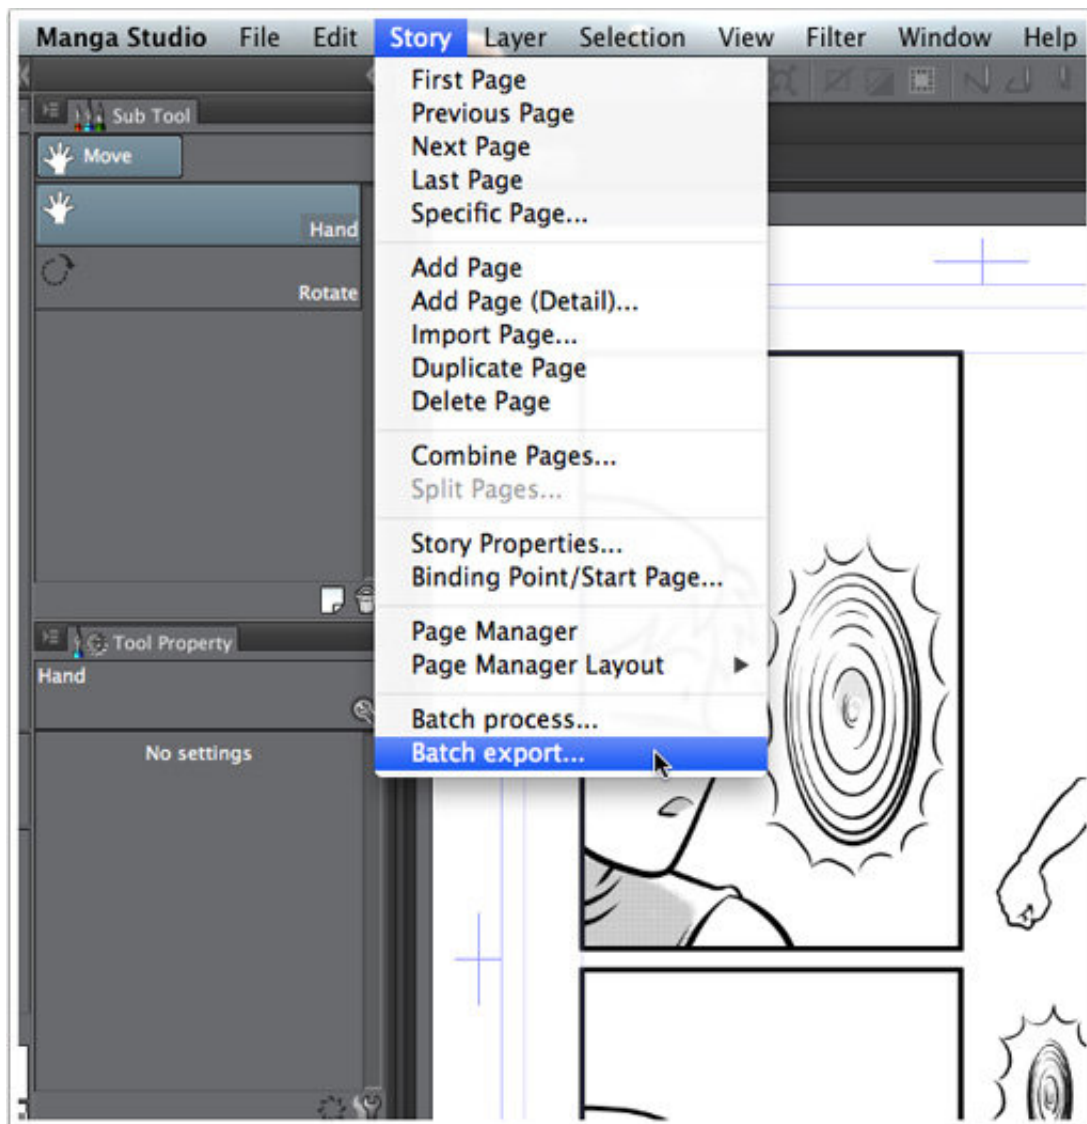 Manga Studio File Edit Story Layer Selection View Filter Window Help
Sub Tool
Move
Hand
Rotate
First Page
Previous Page
Next Page
Last Page
Specific Page...
Add Page
Add Page (Detail)...
Import Page...
Duplicate Page
Delete Page
Combine Pages...
Split Pages...
Story Properties...
Binding Point/Start Page...
Page Manager
Page Manager Layout
Batch process...
Batch export...
Tool Property
Hand
No settings